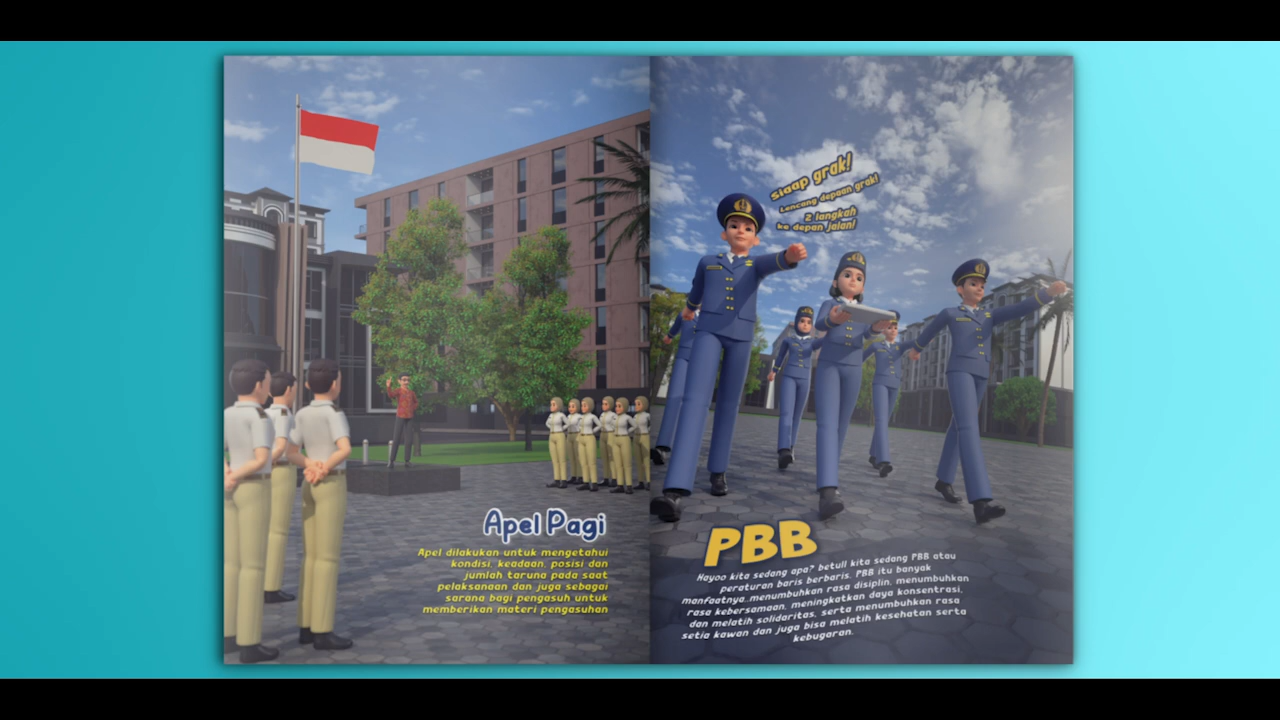 Apel Pagi
Apel dilakukan untuk mengetahui
kondisi, keadaan, posisi dan
jumlah taruna pada saat
pelaksanaan dan juga sebagai
sarana bagi pengasuh untuk
memberikan materi pengasuhan
Siaap grak!
Lencang depaan grak!
2 langkah
ke depan jalan!
PBB
Hayoo kita sedang apa? betull kita sedang PBB atau
peraturan baris berbaris. PBB itu banyak
manfaatnya..menumbuhkan rasa disiplin, menumbuhkan
rasa kebersamaan, meningkatkan daya konsentrasi,
dan melatih solidaritas, serta menumbuhkan rasa
setia kawan dan juga bisa melatih kesehatan serta
kebugaran.